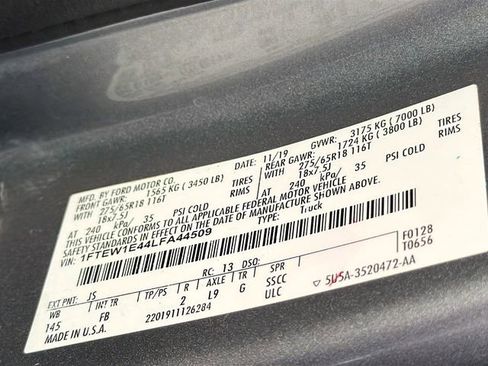 MFD. BY FORD MOTOR CO. DATE: 11/19 GVWR: 3175 KG ( 7000 LB)
1565 KG ( 3450 LB) REAR GAWR: 1724 KG ( 3800 LB)
WITH 275/65R18 116T TIRES WITH 275/65R18 116T TIRES
18x7.5J RIMS 18x7.5J RIMS
AT 240 kPa/ 35 PSI COLD AT 240 kPa/ 35 PSI COLD
THIS VEHICLE CONFORMS TO ALL APPLICABLE FEDERAL MOTOR VEHICLE
SAFETY STANDARDS IN EFFECT ON THE DATE OF MANUFACTURE SHOWN ABOVE.
VIN: 1FTEW1E44LFA44509 TYPE: Truck
F0128
T0656
EXT PNT: JS RC: 13 DSO:
WB INT TR TP/PS R AXLE TR SPR
145 FB 2 L9 G SSCC 5U5A-3520472-AA
MADE IN U.S.A. 2201911126284 ULC